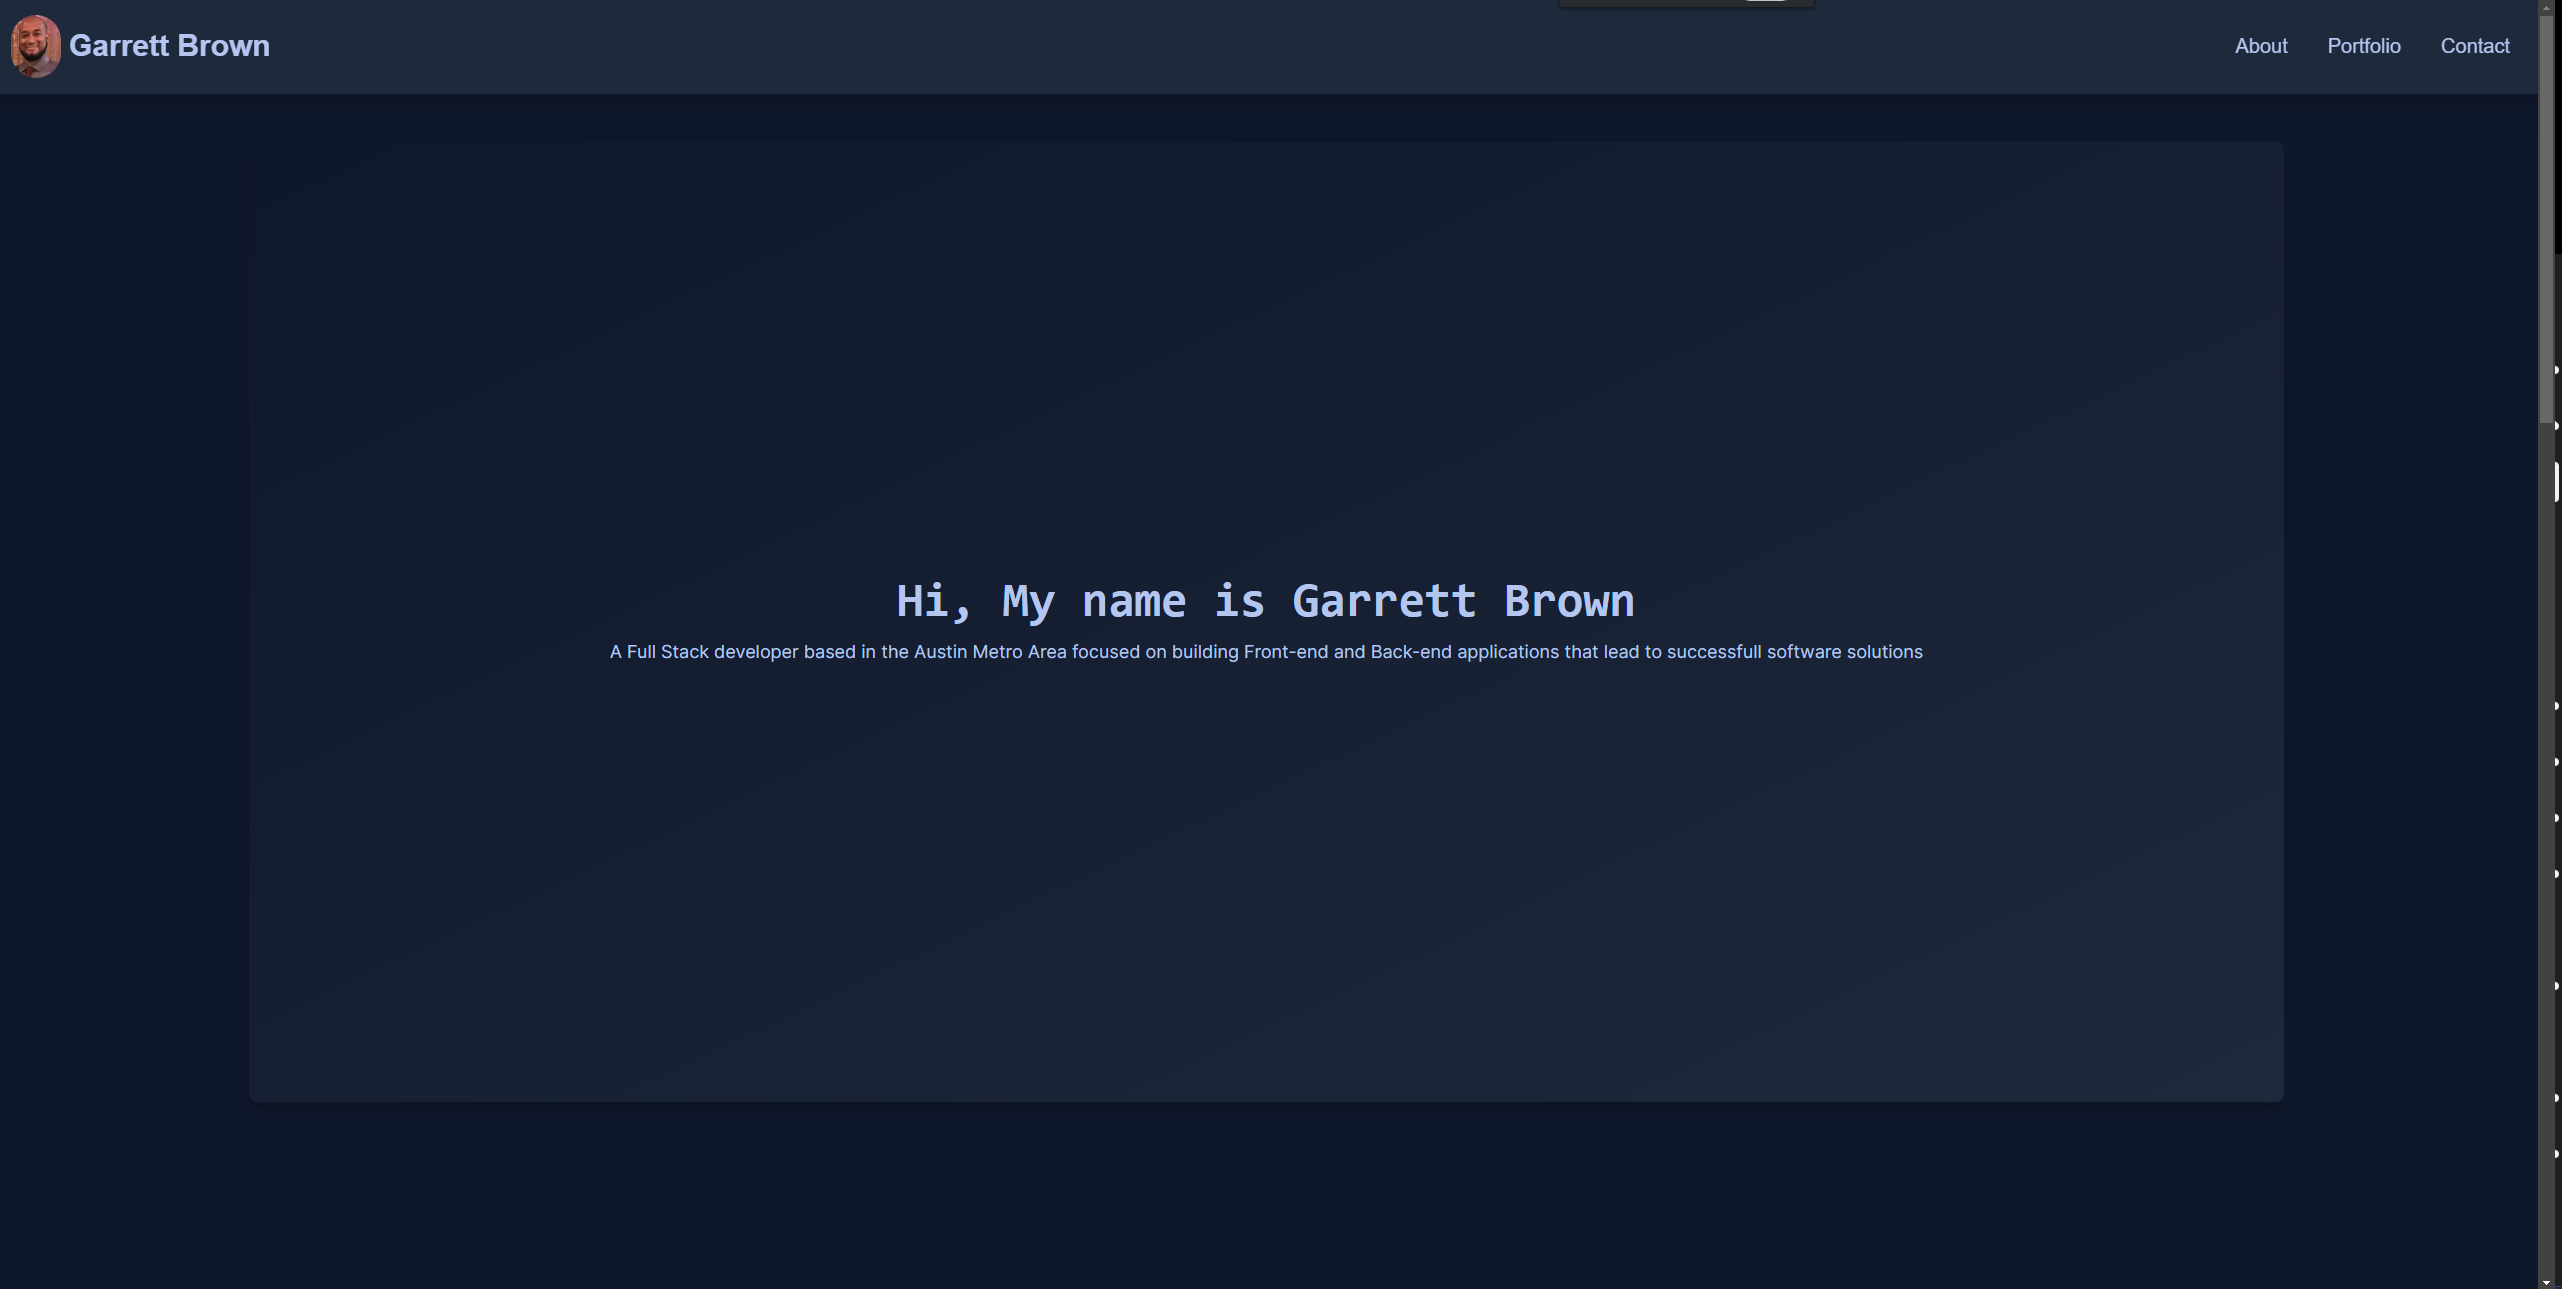 Garrett Brown
About
Portfolio
Contact
Hi, My name is Garrett Brown
A Full Stack developer based in the Austin Metro Area focused on building Front-end and Back-end applications that lead to successfull software solutions